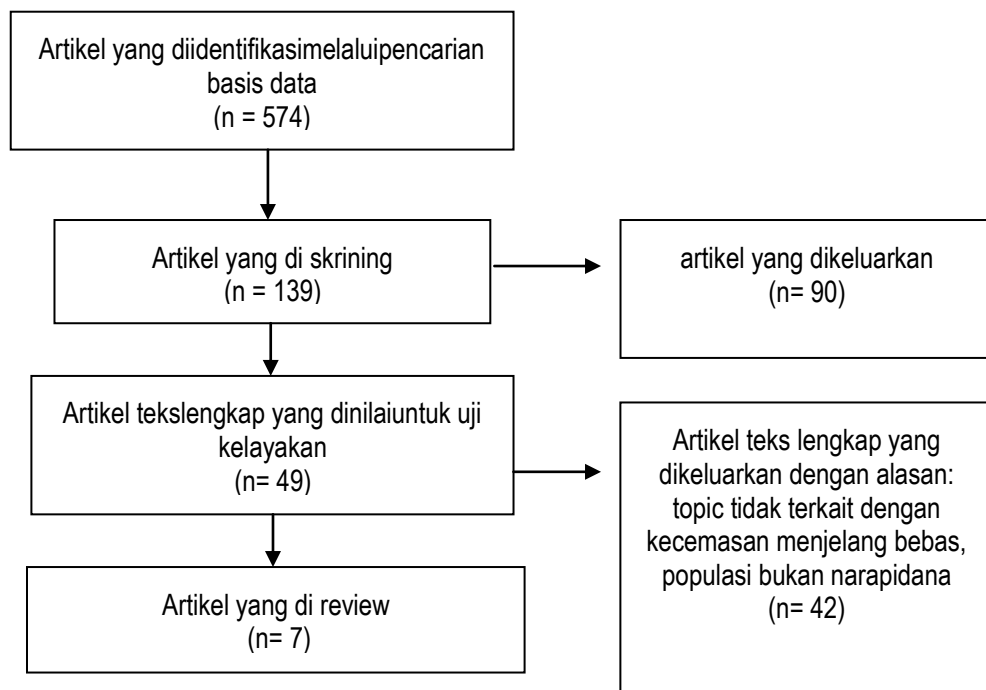 Artikel yang diidentifikasimelaluipencarian
basis data
(n = 574)
Artikel yang di skrining
(n = 139)
artikel yang dikeluarkan
(n= 90)
Artikel tekslengkap yang dinilaiuntuk uji
kelayakan
(n= 49)
Artikel teks lengkap yang
dikeluarkan dengan alasan:
topic tidak terkait dengan
kecemasan menjelang bebas,
populasi bukan narapidana
(n= 42)
Artikel yang di review
(n= 7)